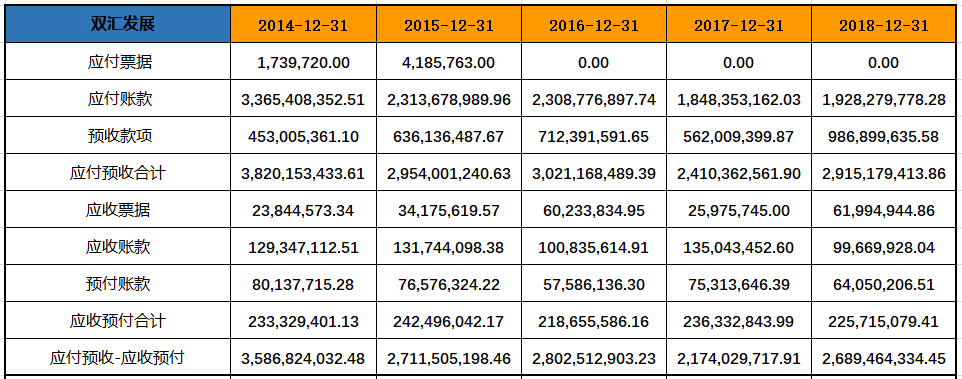 双汇发展 2014-12-31 2015-12-31 2016-12-31 2017-12-31 2018-12-31
应付票据 1,739,720.00 4,185,763.00 0.00 0.00 0.00
应付账款 3,365,408,352.51 2,313,678,989.96 2,308,776,897.74 1,848,353,162.03 1,928,279,778.28
预收款项 453,005,361.10 636,136,487.67 712,391,591.65 562,009,399.87 986,899,635.58
应付预收合计 3,820,153,433.61 2,954,001,240.63 3,021,168,489.39 2,410,362,561.90 2,915,179,413.86
应收票据 23,844,573.34 34,175,619.57 60,233,834.95 25,975,745.00 61,994,944.86
应收账款 129,347,112.51 131,744,098.38 100,835,614.91 135,043,452.60 99,669,928.04
预付账款 80,137,715.28 76,576,324.22 57,586,136.30 75,313,646.39 64,050,206.51
应收预付合计 233,329,401.13 242,496,042.17 218,655,586.16 236,332,843.99 225,715,079.41
应付预收-应收预付 3,586,824,032.48 2,711,505,198.46 2,802,512,903.23 2,174,029,717.91 2,689,464,334.45